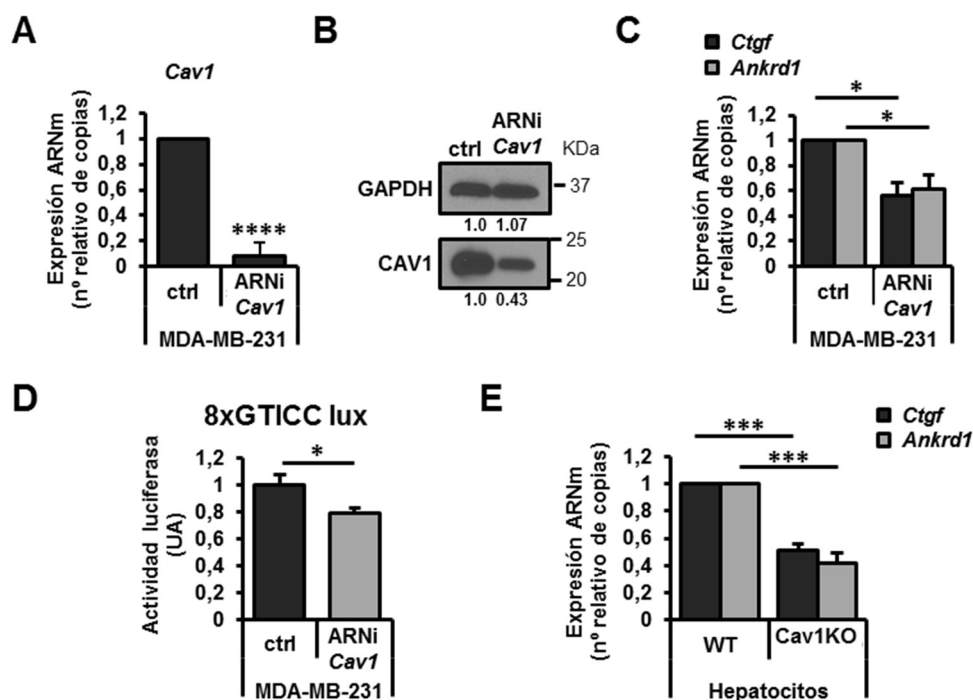 A
Cav1
Expresión ARNm
(nº relativo de copias)
1,2
1
0,8
0,6
0,4
0,2
0
****
ctrl
ARNi
Cav1
MDA-MB-231
B
ARNi
ctrl Cav1 KDa
GAPDH
37
1.0 1.07
25
CAV1
20
1.0 0.43
C
Ctgf
Ankrd1
*
*
Expresión ARNm
(nº relativo de copias)
1,2
1
0,8
0,6
0,4
0,2
0
ctrl
ARNi
Cav1
MDA-MB-231
D
8xGTICC lux
*
Actividad luciferasa
(UA)
1,2
1
0,8
0,6
0,4
0,2
0
ctrl
ARNi
Cav1
MDA-MB-231
E
Ctgf
Ankrd1
***
***
Expresión ARNm
(nº relativo de copias)
1,2
1
0,8
0,6
0,4
0,2
0
WT
Cav1KO
Hepatocitos